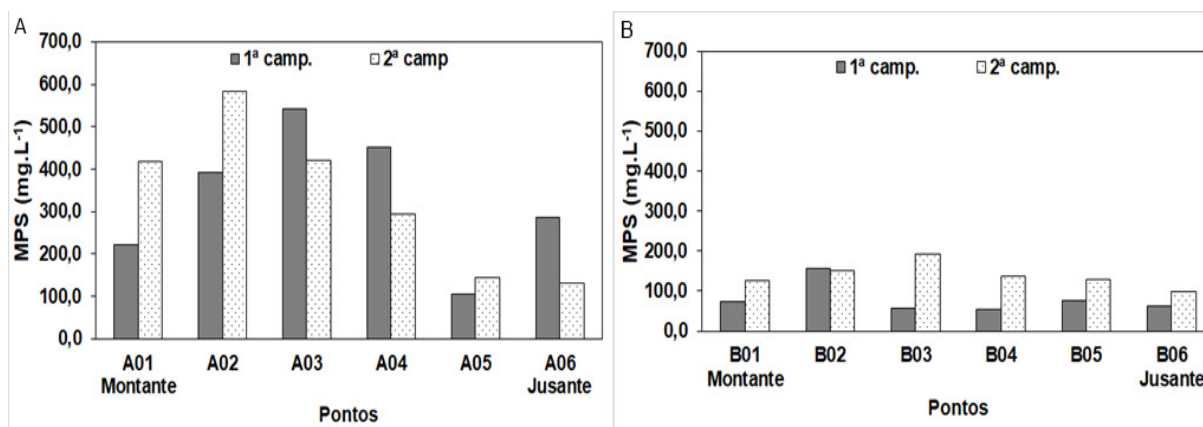 A
700,0
600,0
500,0
400,0
300,0
200,0
100,0
0,0
MPS (mg.L⁻¹)
1ª camp.
2ª camp
A01 A02 A03 A04 A05 A06
Montante Jusante
Pontos
B
700,0
600,0
500,0
400,0
300,0
200,0
100,0
0,0
MPS (mg.L⁻¹)
1ª camp.
2ª camp.
B01 B02 B03 B04 B05 B06
Montante Jusante
Pontos